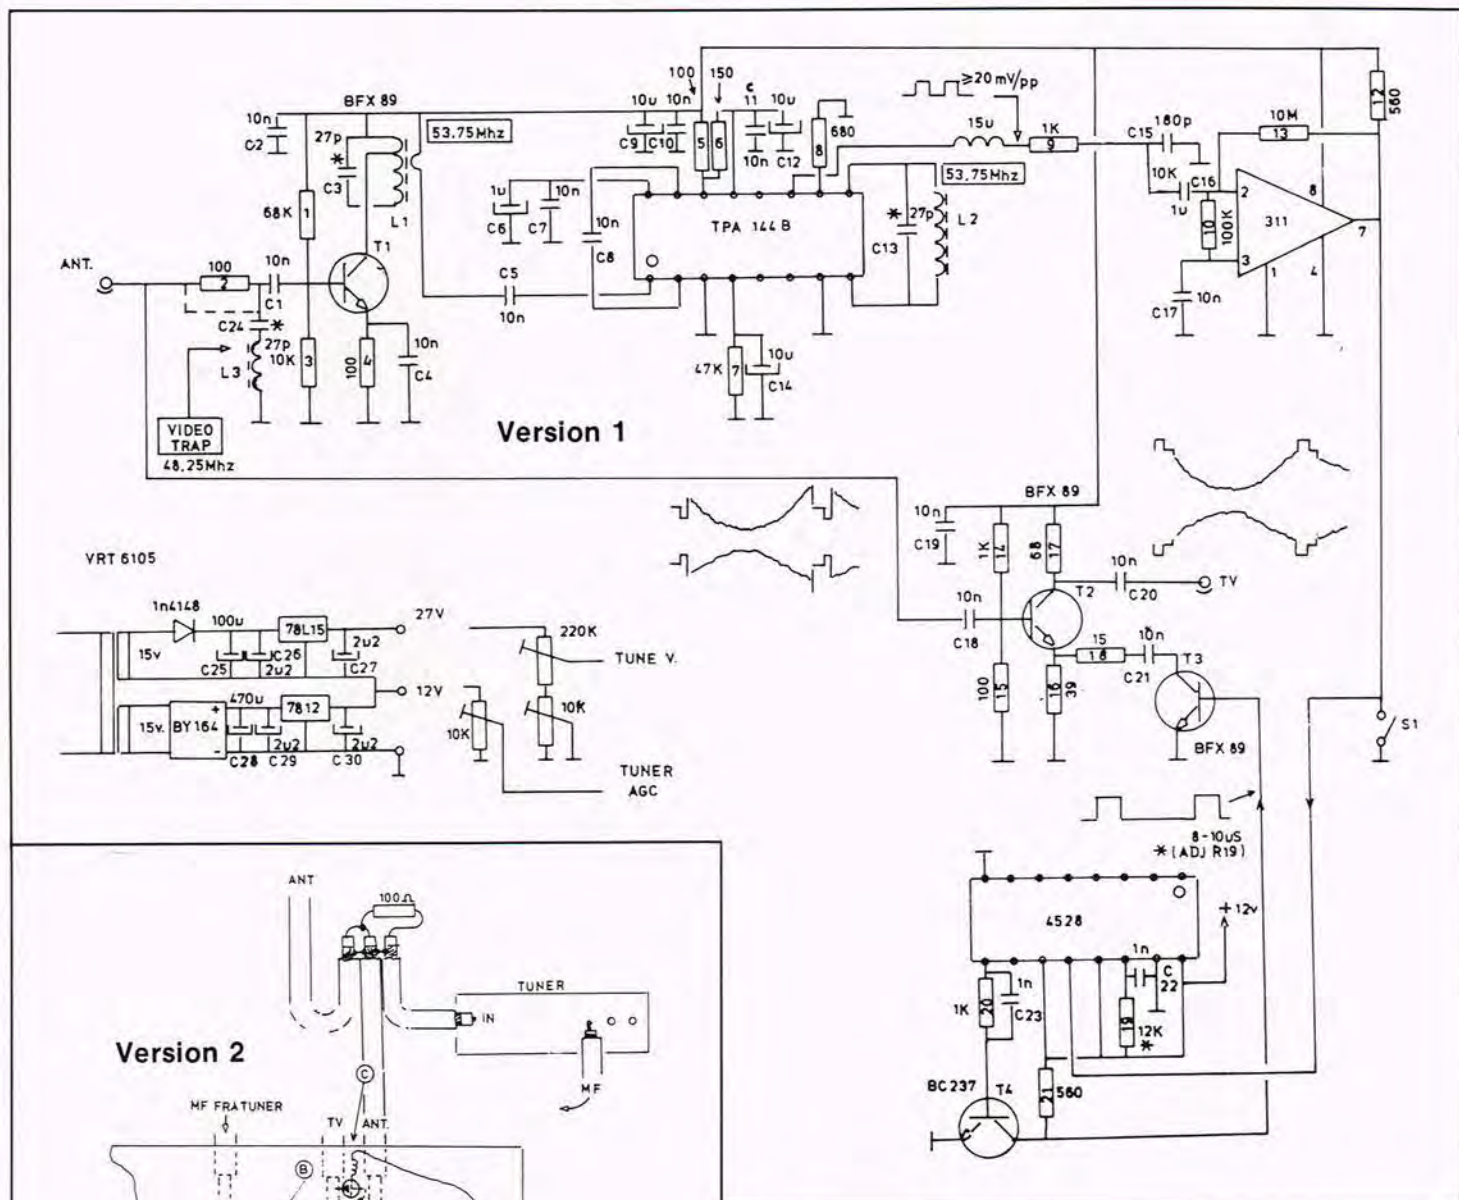 BFX 89
10n
C2
27p
*
C3
L1
53.75Mhz
68K
1
T1
ANT.
100
2
10n
C1
C24
*
27p
10K
3
L3
100
4
10n
C4
VIDEO
TRAP
48.25Mhz
Version 1
100
150
10u
10n
C9
C10
5
6
c
11
10n
10u
C12
8
680
1u
C6
10n
C7
10n
C8
C5
10n
TPA 144 B
47K
7
10u
C14
≥20 mV/pp
15u
1K
9
53.75Mhz
*
27p
C13
L2
C15
180p
10K
C16
1u
10
100K
10n
C17
10M
13
12
560
2
3
311
8
7
1
4
BFX 89
10n
C19
1K
14
68
17
T2
10n
C20
TV
10n
C18
15
18
10n
C21
T3
100
15
16
39
BFX 89
S1
8-10uS
* (ADJ R19)
4528
+12v
1n
C
22
1K
20
1n
C23
19
12K
*
BC237
T4
21
560
VRT 6105
1n4148
100u
78L15
27V
15v
C25
C26
2u2
2u2
C27
12V
470u
7812
15v.
BY164
+
-
C28
2u2
C29
2u2
C30
220K
TUNE V.
10K
10K
TUNER
AGC
ANT
100Ω
TUNER
IN
MF
Version 2
C
MF FRATUNER
TV
ANT.
B